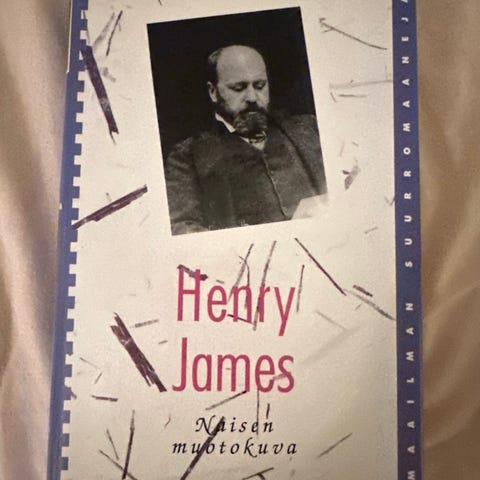 Henry
James
Naisen
muotokuva
MAAILMAN SUURROMAANEJA